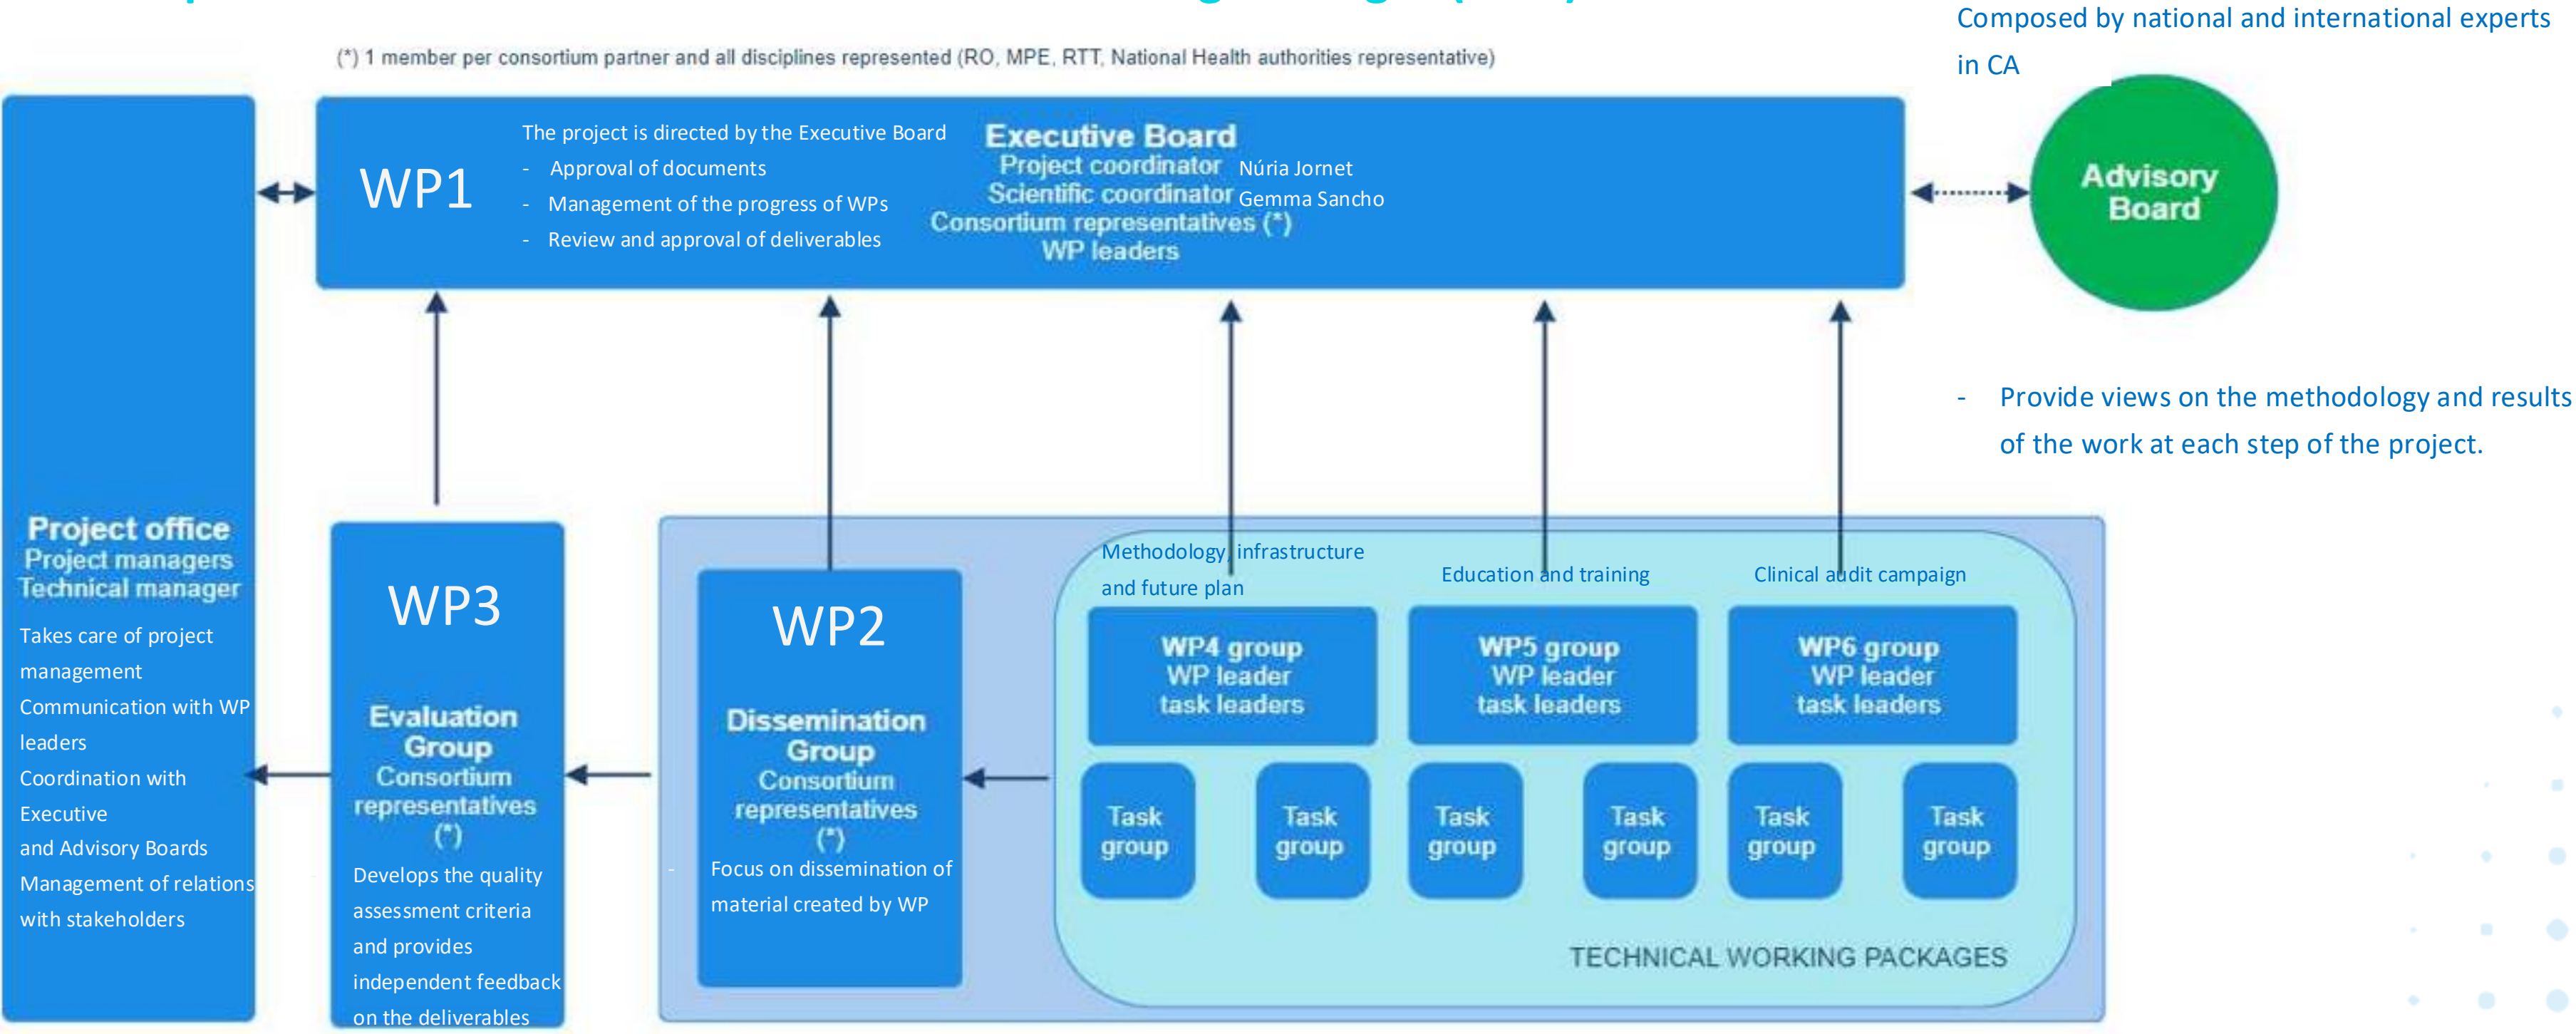 Composed by national and international experts
in CA
(*) 1 member per consortium partner and all disciplines represented (RO, MPE, RTT, National Health authorities representative)
WP1
The project is directed by the Executive Board
- Approval of documents
- Management of the progress of WPs
- Review and approval of deliverables
Executive Board
Project coordinator Núria Jornet
Scientific coordinator Gemma Sancho
Consortium representatives (*)
WP leaders
Advisory
Board
- Provide views on the methodology and results
of the work at each step of the project.
Project office
Project managers
Technical manager
Takes care of project
management
Communication with WP
leaders
Coordination with
Executive
and Advisory Boards
Management of relations
with stakeholders
WP3
Evaluation
Group
Consortium
representatives
(*)
Develops the quality
assessment criteria
and provides
independent feedback
on the deliverables
WP2
Dissemination
Group
Consortium
representatives
(*)
- Focus on dissemination of
material created by WP
Methodology, infrastructure
and future plan
Education and training
Clinical audit campaign
WP4 group
WP leader
task leaders
WP5 group
WP leader
task leaders
WP6 group
WP leader
task leaders
Task
group
Task
group
Task
group
Task
group
Task
group
Task
group
TECHNICAL WORKING PACKAGES